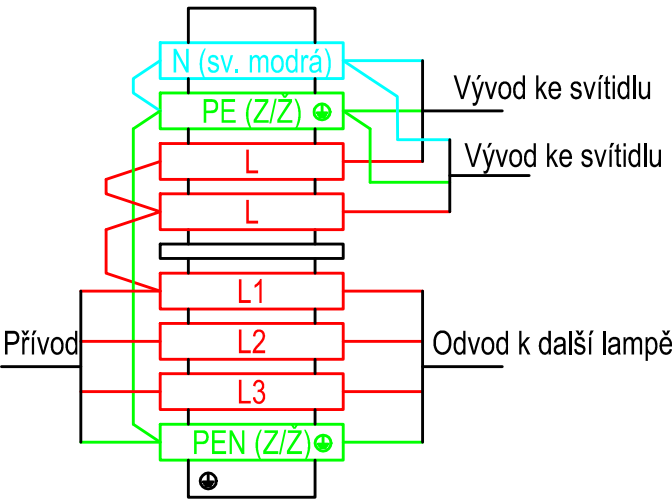 N (sv. modrá)
Vývod ke svítidlu
PE (Z/Ž)
Vývod ke svítidlu
L
L
L1
Přívod
L2
Odvod k další lampě
L3
PEN (Z/Ž)